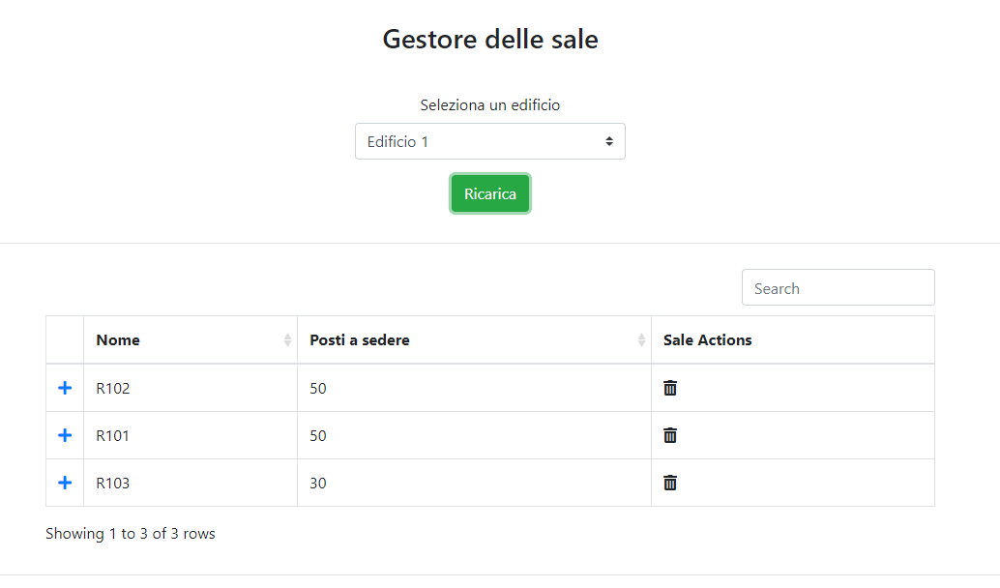 Gestore delle sale
Seleziona un edificio
Edificio 1
Ricarica
Search
Nome Posti a sedere Sale Actions
R102 50
R101 50
R103 30
Showing 1 to 3 of 3 rows